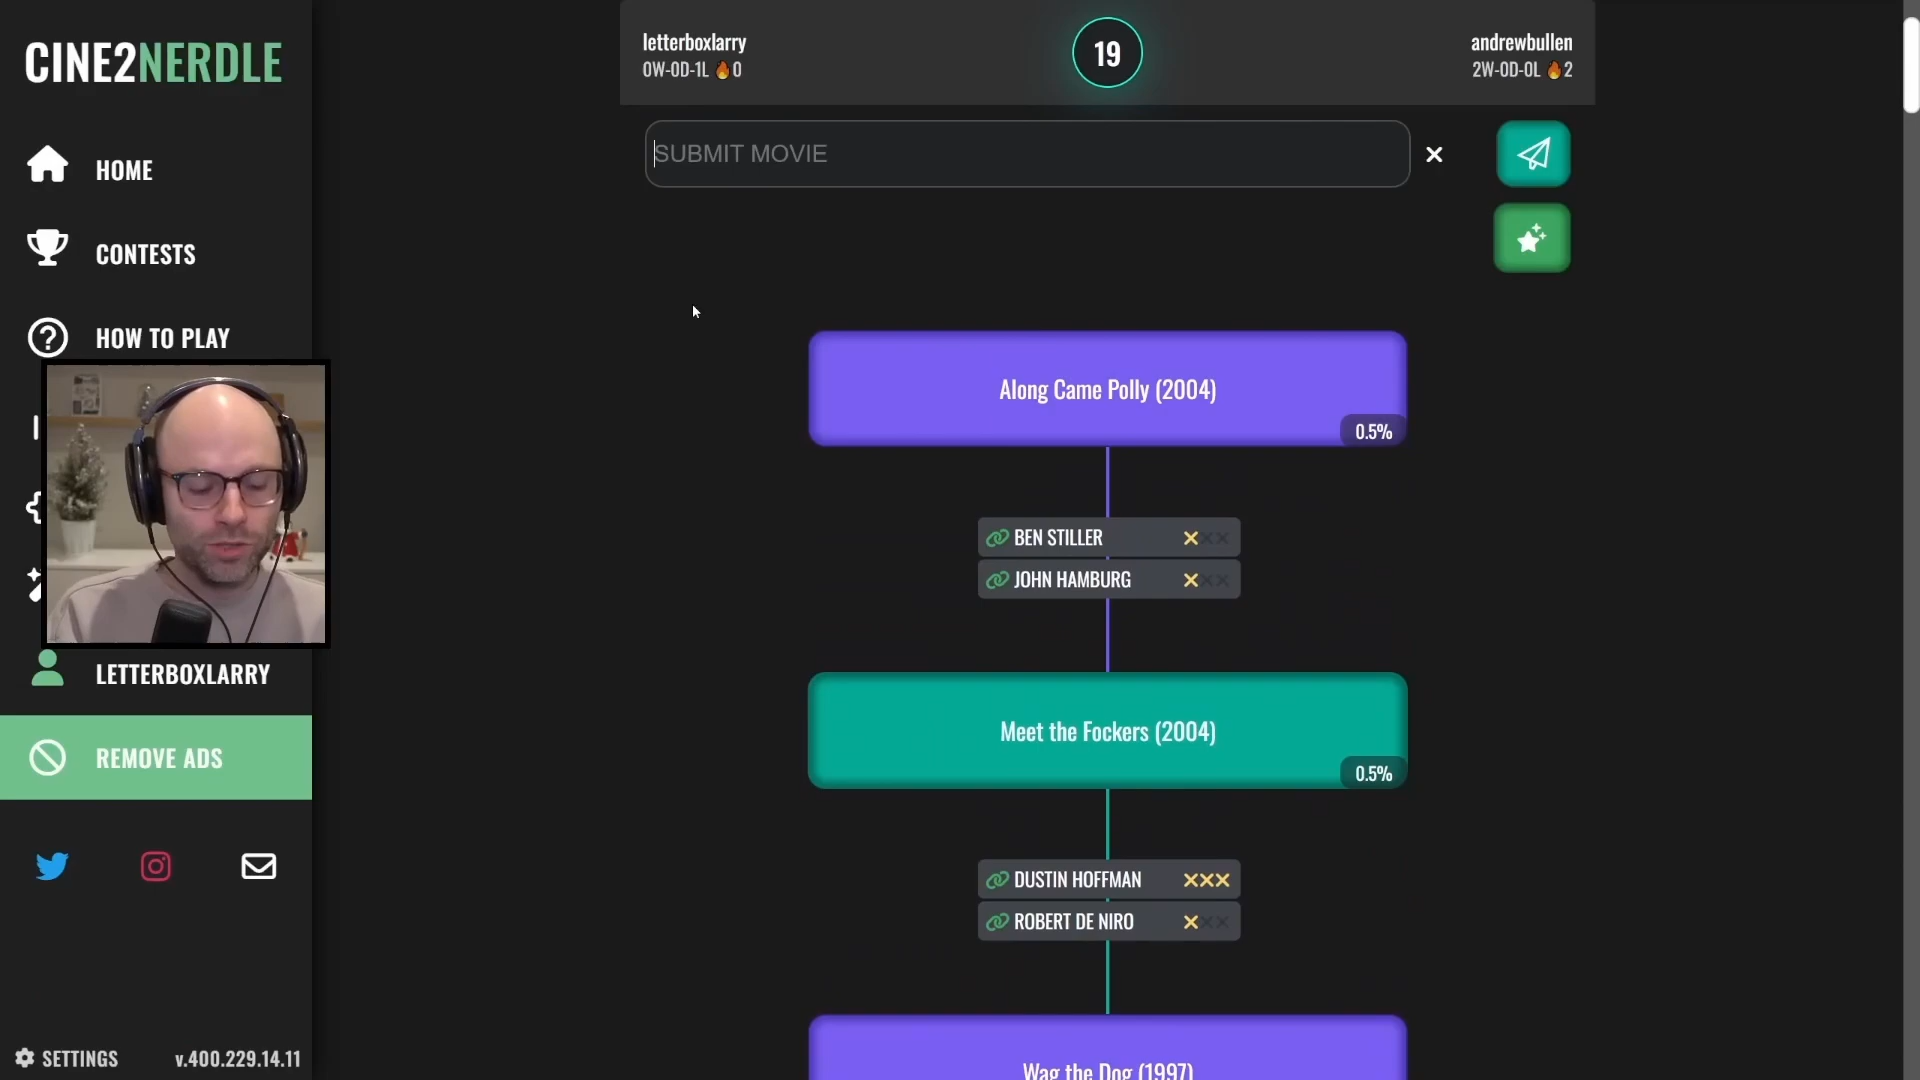 CINE2NERDLE
HOME
CONTESTS
HOW TO PLAY
LETTERBOXLARRY
REMOVE ADS
SETTINGS
v.400.229.14.11
letterboxlarry
0W-0D-1L 🔥0
19
andrewbullen
2W-0D-0L 🔥2
SUBMIT MOVIE
Along Came Polly (2004)
0.5%
BEN STILLER
JOHN HAMBURG
Meet the Fockers (2004)
0.5%
DUSTIN HOFFMAN
ROBERT DE NIRO
Wag the Dog (1997)